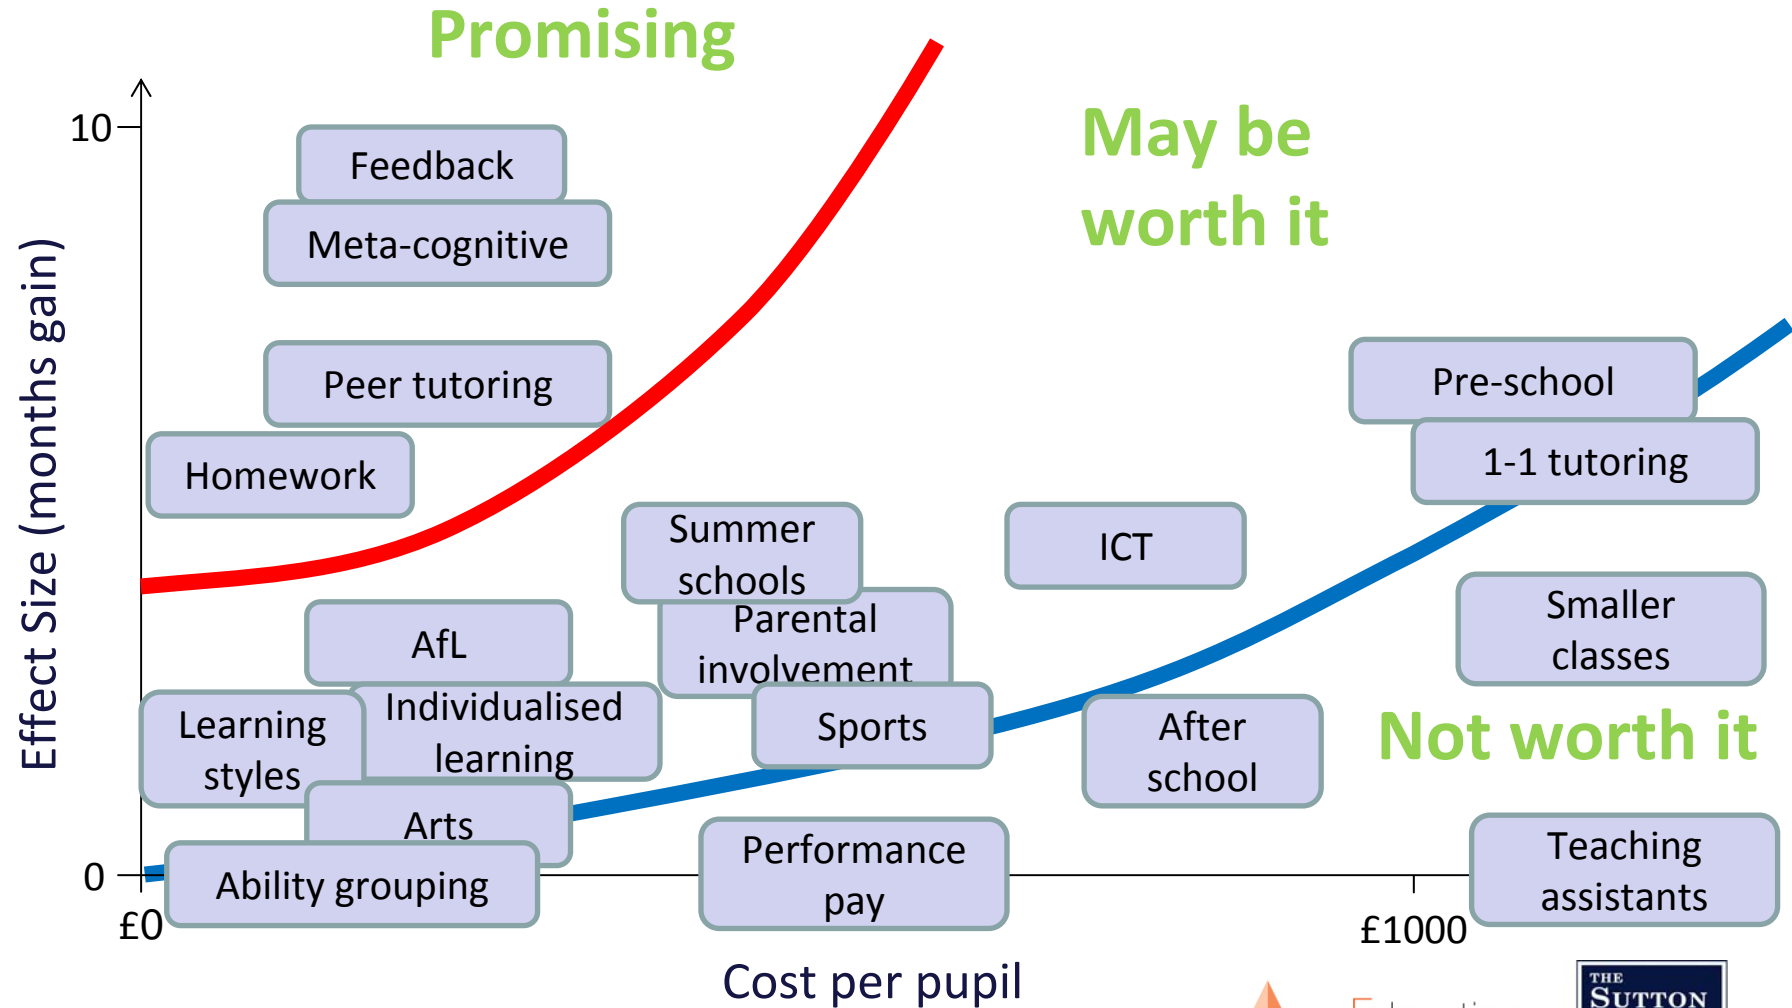 Promising
May be
worth it
Effect Size (months gain)
10
Feedback
Meta-cognitive
Peer tutoring
Homework
Pre-school
1-1 tutoring
Summer
schools
ICT
AfL
Parental
involvement
Smaller
classes
Learning
styles
Individualised
learning
Sports
After
school
Not worth it
Arts
Ability grouping
Performance
pay
Teaching
assistants
0
£0
£1000
Cost per pupil
THE
SUTTON